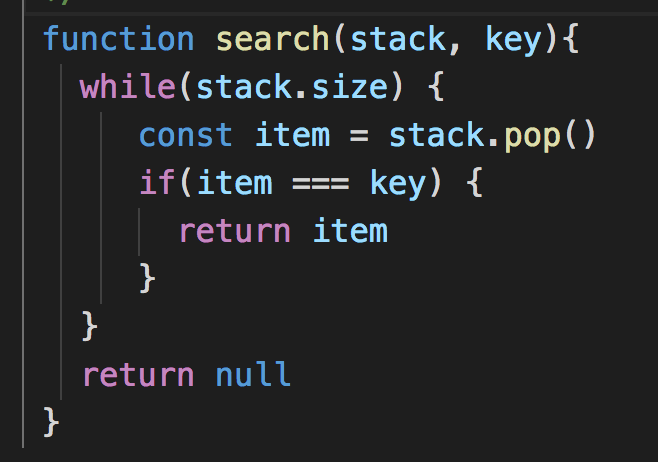 function search(stack, key){
while(stack.size) {
const item = stack.pop()
if(item === key) {
return item
}
}
return null
}